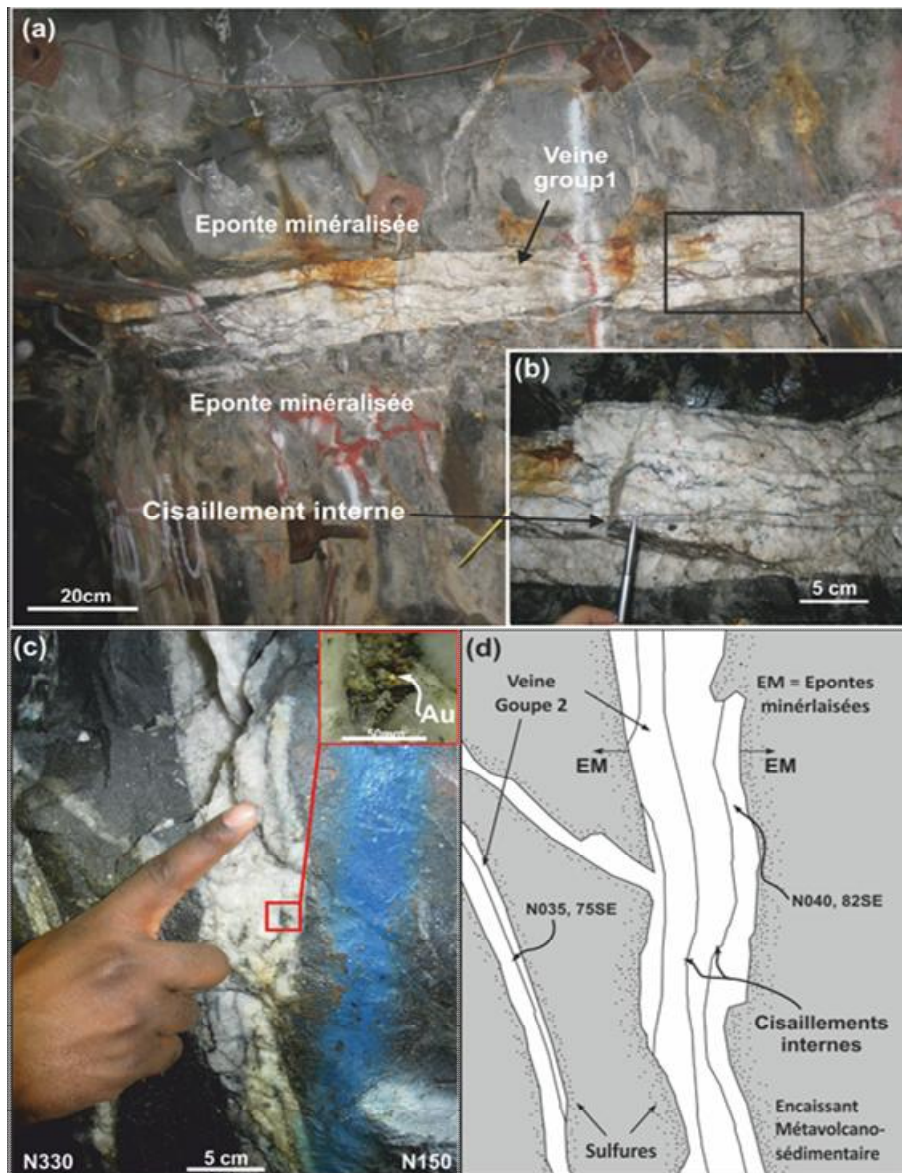 (a)
Veine
group1
Eponte minéralisée
Eponte minéralisée
Cisaillement interne
20cm
(b)
5 cm
(c)
Au
N330
5 cm
N150
(d)
Veine
Goupe 2
EM = Epontes
minérlaisées
EM
EM
N035, 75SE
N040, 82SE
Cisaillements
internes
Sulfures
Encaissant
Métavolcano-
sédimentaire